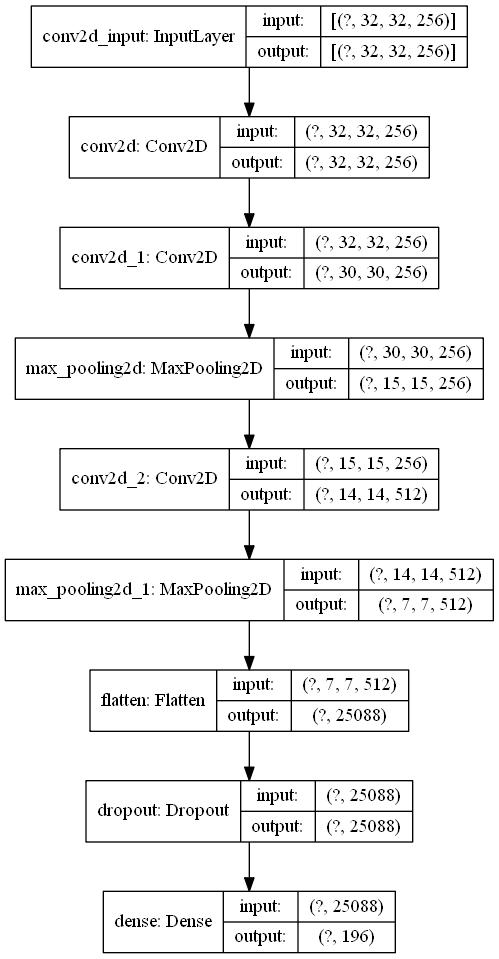 conv2d_input: InputLayer
input:
[(?, 32, 32, 256)]
output:
[(?, 32, 32, 256)]
conv2d: Conv2D
input:
(?, 32, 32, 256)
output:
(?, 32, 32, 256)
conv2d_1: Conv2D
input:
(?, 32, 32, 256)
output:
(?, 30, 30, 256)
max_pooling2d: MaxPooling2D
input:
(?, 30, 30, 256)
output:
(?, 15, 15, 256)
conv2d_2: Conv2D
input:
(?, 15, 15, 256)
output:
(?, 14, 14, 512)
max_pooling2d_1: MaxPooling2D
input:
(?, 14, 14, 512)
output:
(?, 7, 7, 512)
flatten: Flatten
input:
(?, 7, 7, 512)
output:
(?, 25088)
dropout: Dropout
input:
(?, 25088)
output:
(?, 25088)
dense: Dense
input:
(?, 25088)
output:
(?, 196)